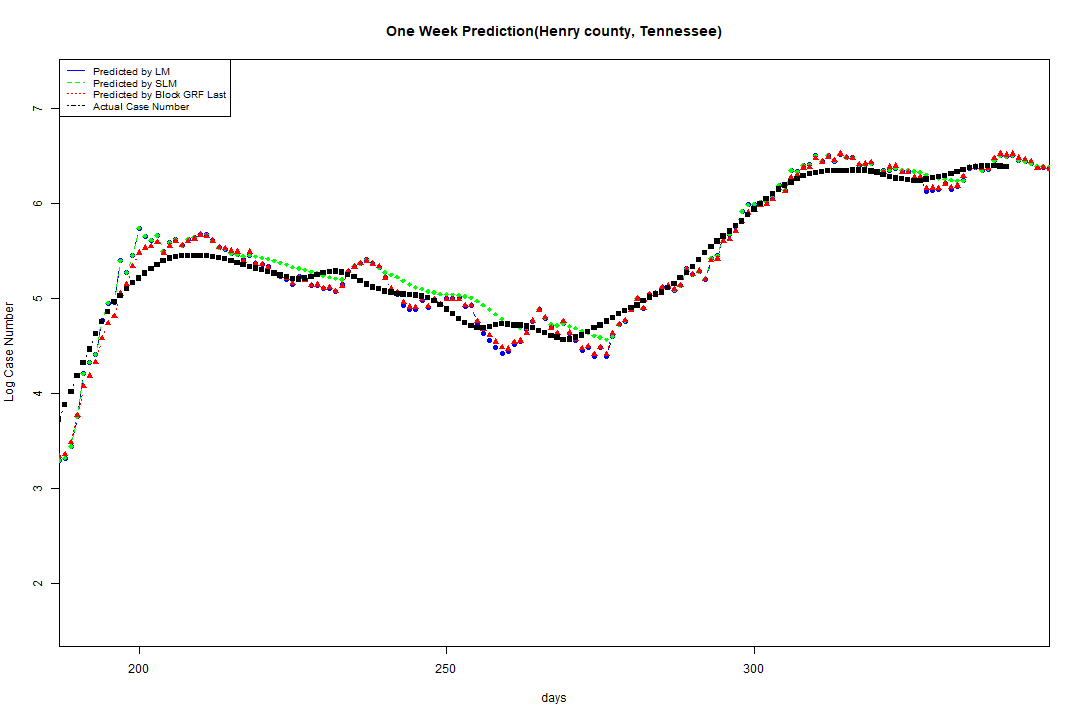 One Week Prediction(Henry county, Tennessee)
Predicted by LM
Predicted by SLM
Predicted by Block GRF Last
Actual Case Number
7
6
5
4
3
2
Log Case Number
200
250
300
days